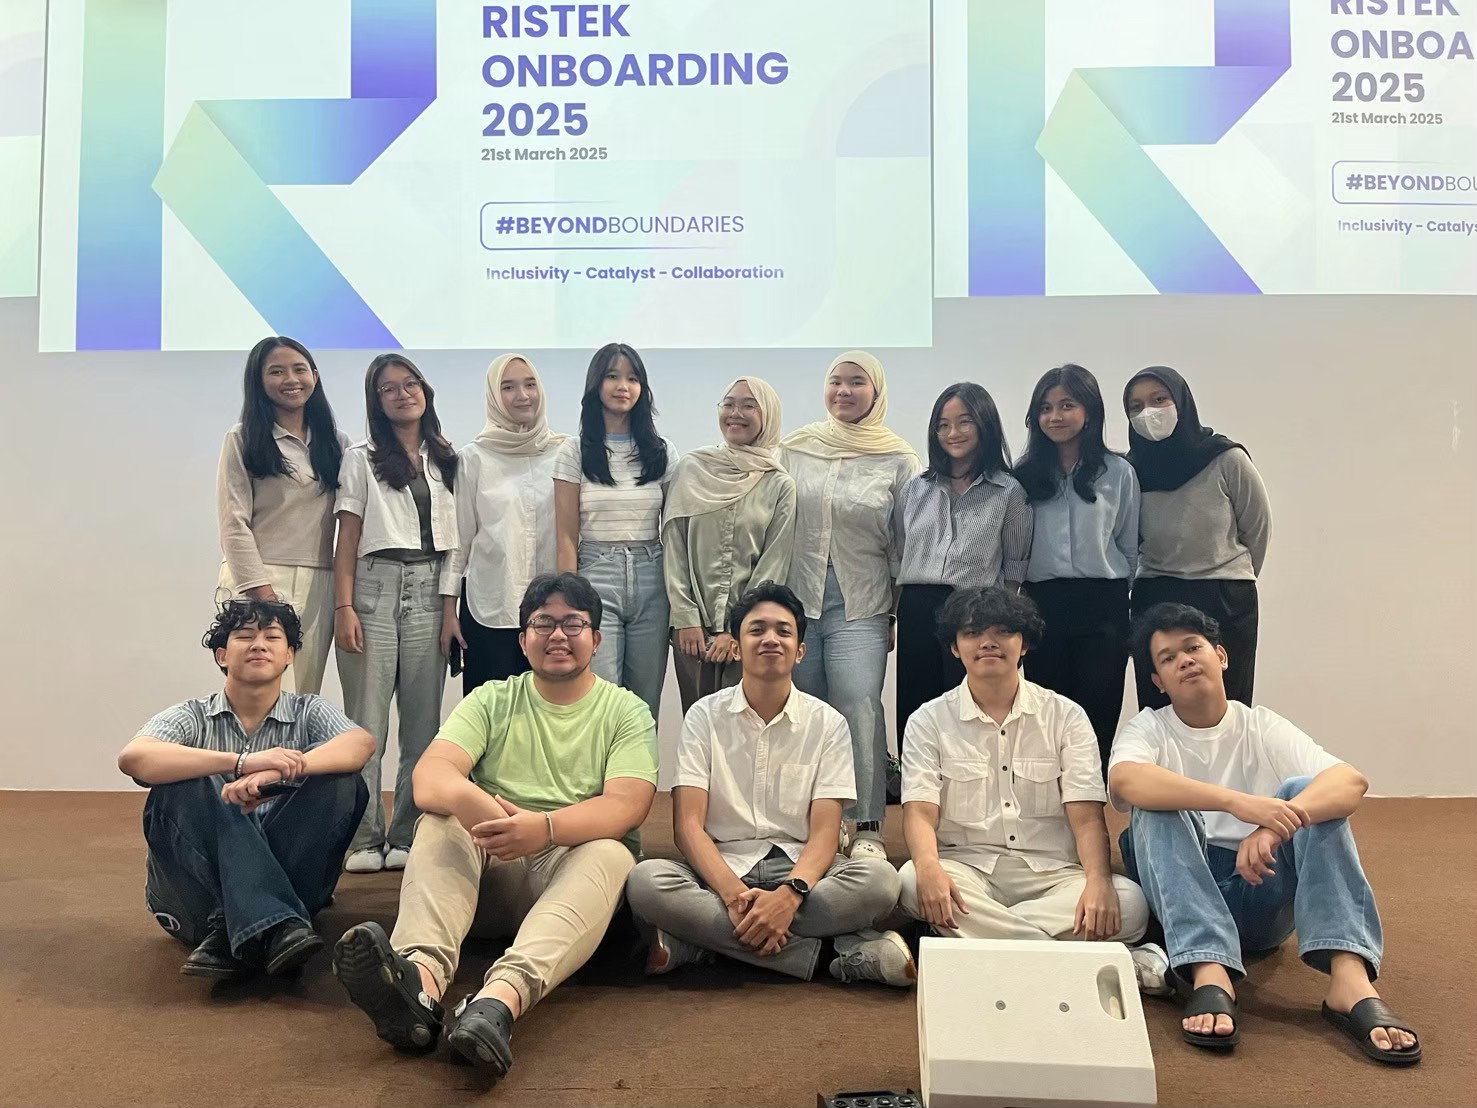 RISTEK
ONBOARDING
2025
21st March 2025
#BEYONDBOUNDARIES
Inclusivity - Catalyst - Collaboration
RISTEK
ONBOA
2025
21st March 2025
#BEYONDBOU
Inclusivity - Catalys